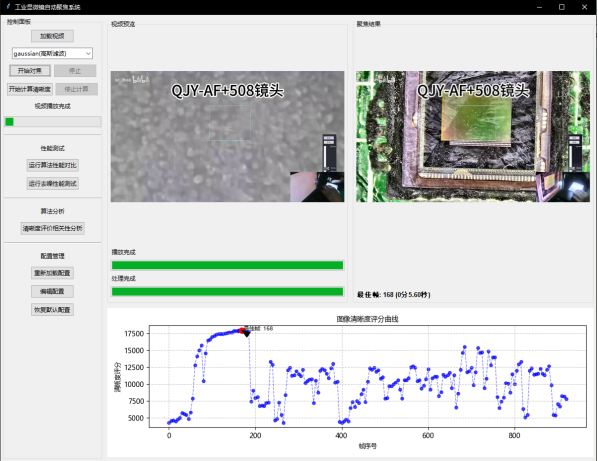 工业显微镜自动聚焦系统
控制面板
加载视频
gaussian(高斯滤波)
开始对焦
停止
开始计算清晰度
停止计算
视频播放完成
性能测试
运行算法性能对比
运行去噪性能测试
算法分析
清晰度评价相关性分析
配置管理
重新加载配置
编辑配置
恢复默认配置
视频预览
bilibili
QJY-AF+508镜头
播放完成
处理完成
聚焦结果
bilibili
QJY-AF+508镜头
最佳帧: 168 (0分5.60秒)
图像清晰度评分曲线
最佳帧: 168
清晰度评分
17500
15000
12500
10000
7500
5000
0
200
400
600
800
帧序号